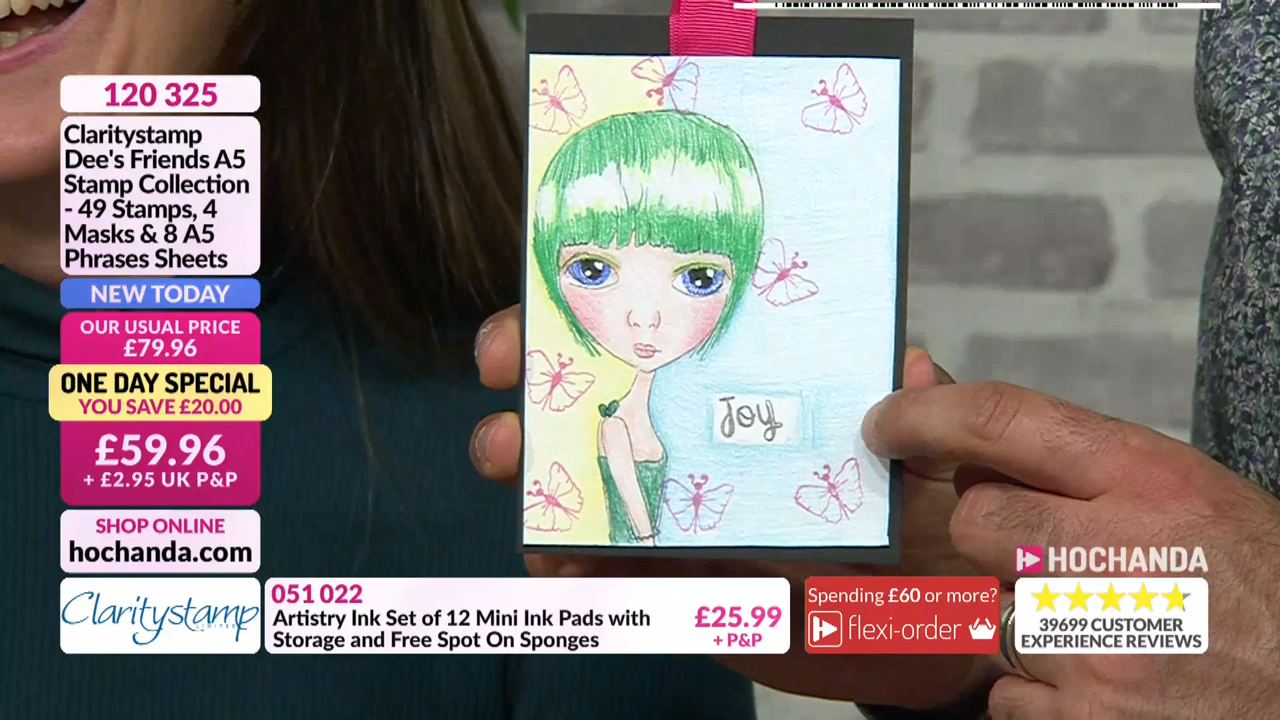 120 325
Claritystamp
Dee's Friends A5
Stamp Collection
- 49 Stamps, 4
Masks & 8 A5
Phrases Sheets
NEW TODAY
OUR USUAL PRICE
£79.96
ONE DAY SPECIAL
YOU SAVE £20.00
£59.96
+ £2.95 UK P&P
SHOP ONLINE
hochanda.com
Claritystamp
LIMITED
051 022
Artistry Ink Set of 12 Mini Ink Pads with
Storage and Free Spot On Sponges
£25.99
+ P&P
Spending £60 or more?
flexi-order
HOCHANDA
39699 CUSTOMER
EXPERIENCE REVIEWS
Joy